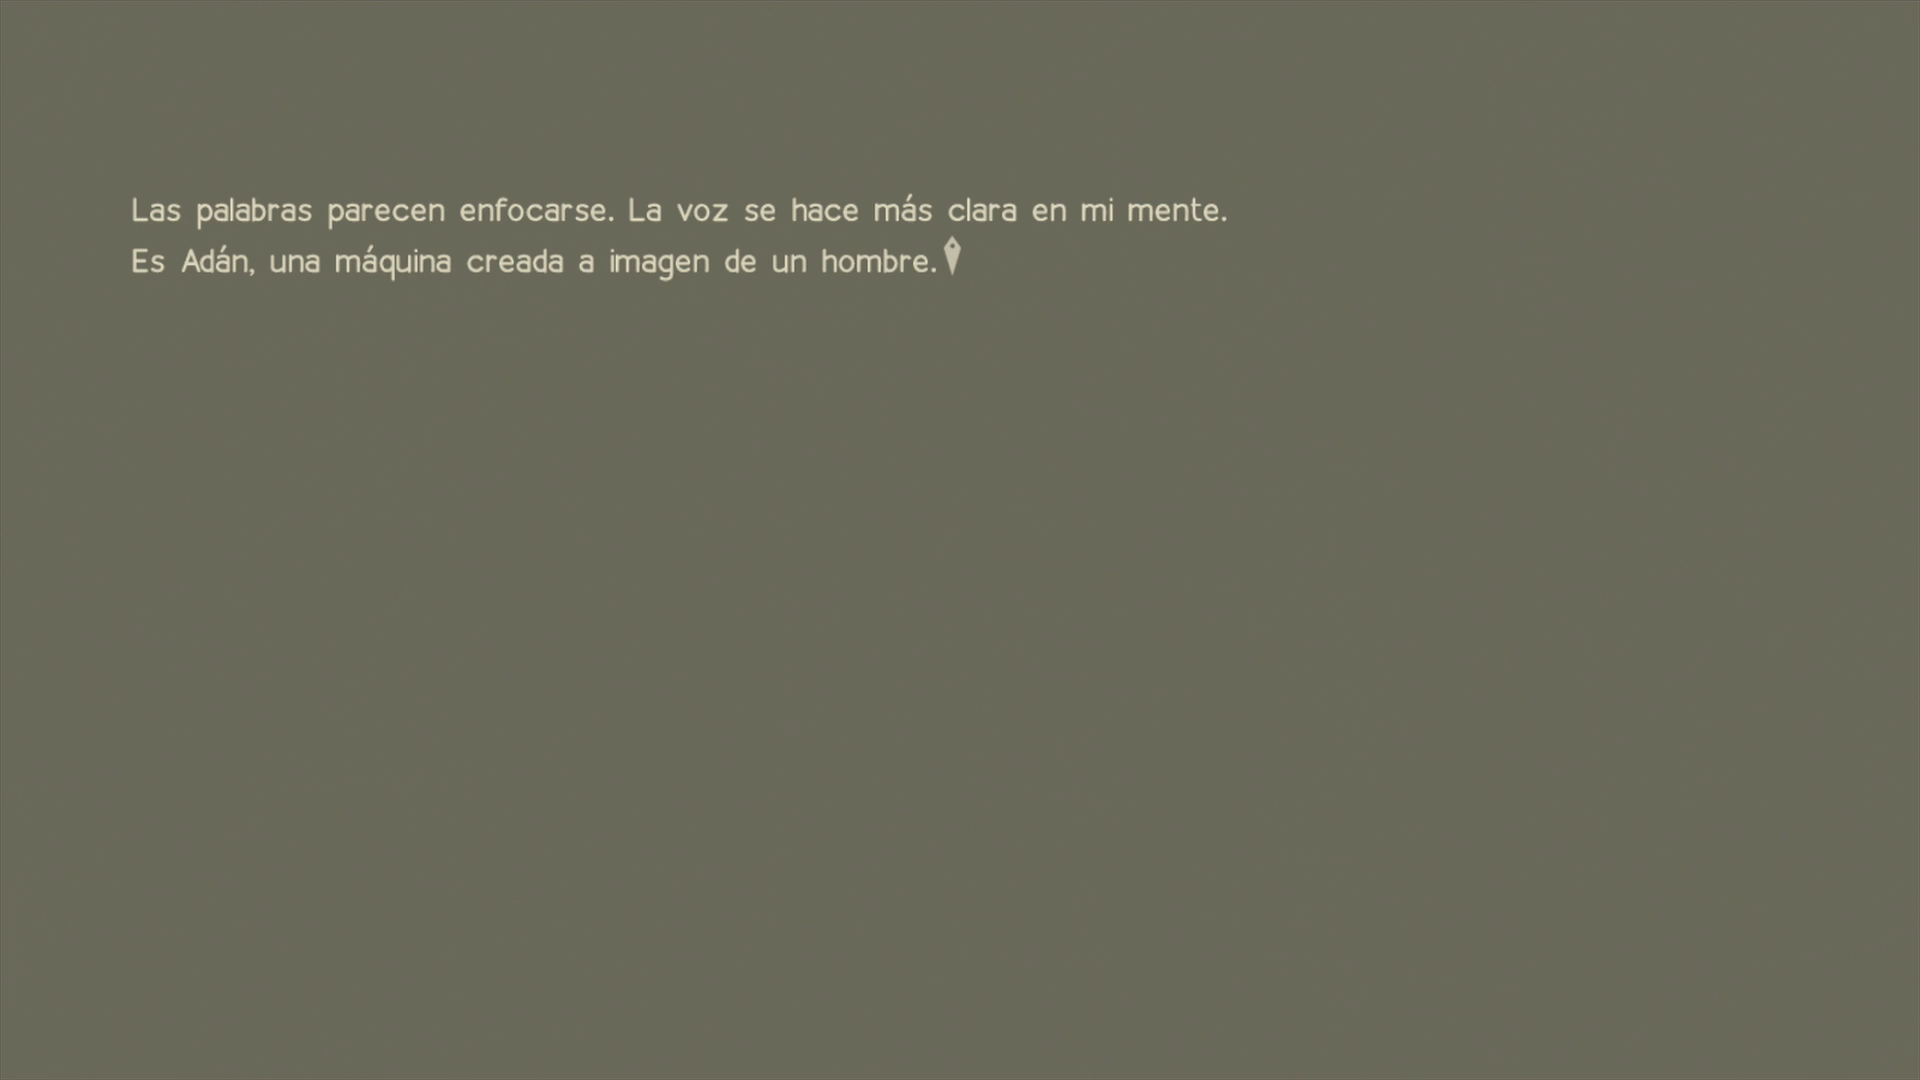 Las palabras parecen enfocarse. La voz se hace más clara en mi mente.
Es Adán, una máquina creada a imagen de un hombre.